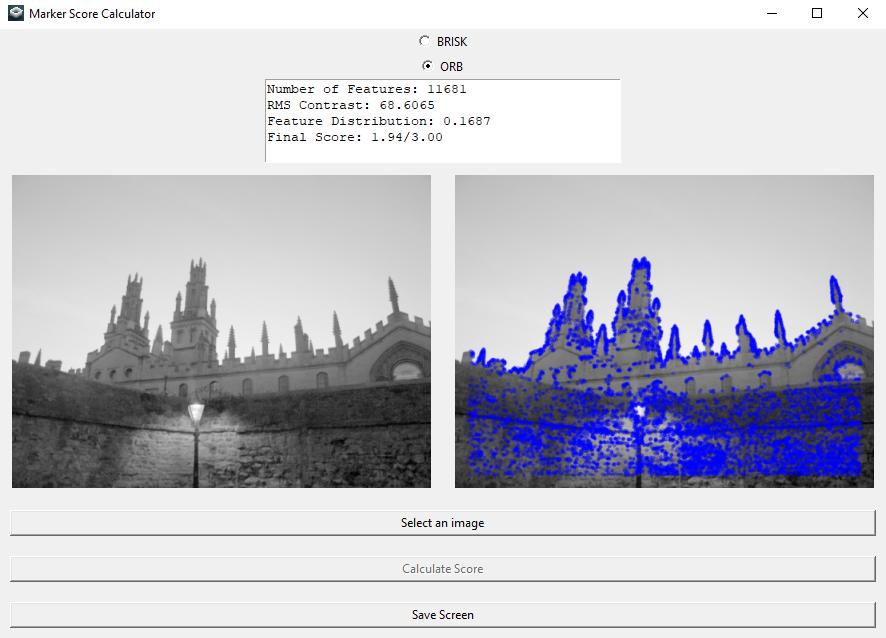 Marker Score Calculator
BRISK
ORB
Number of Features: 11681
RMS Contrast: 68.6065
Feature Distribution: 0.1687
Final Score: 1.94/3.00
Select an image
Calculate Score
Save Screen